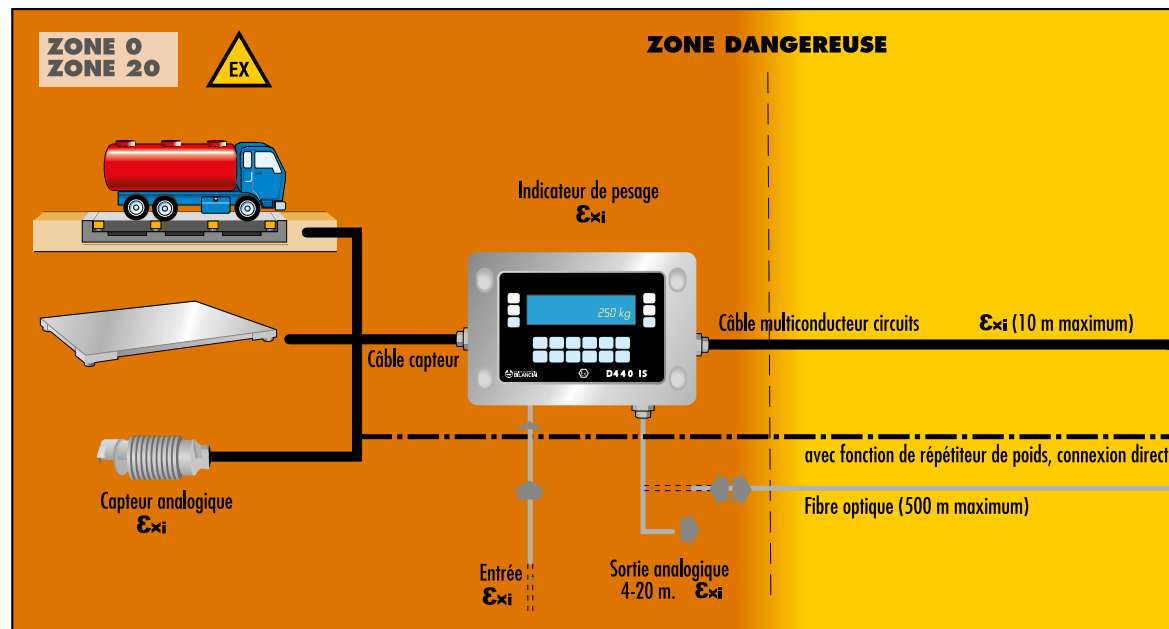 ZONE 0
ZONE 20
EX
ZONE DANGEREUSE
Indicateur de pesage
εxi
250 kg
BILANCIAI
D440 IS
Câble capteur
Câble multiconducteur circuits εxi (10 m maximum)
avec fonction de répétiteur de poids, connexion direct
Fibre optique (500 m maximum)
Capteur analogique
εxi
Entrée
εxi
Sortie analogique
4-20 m. εxi